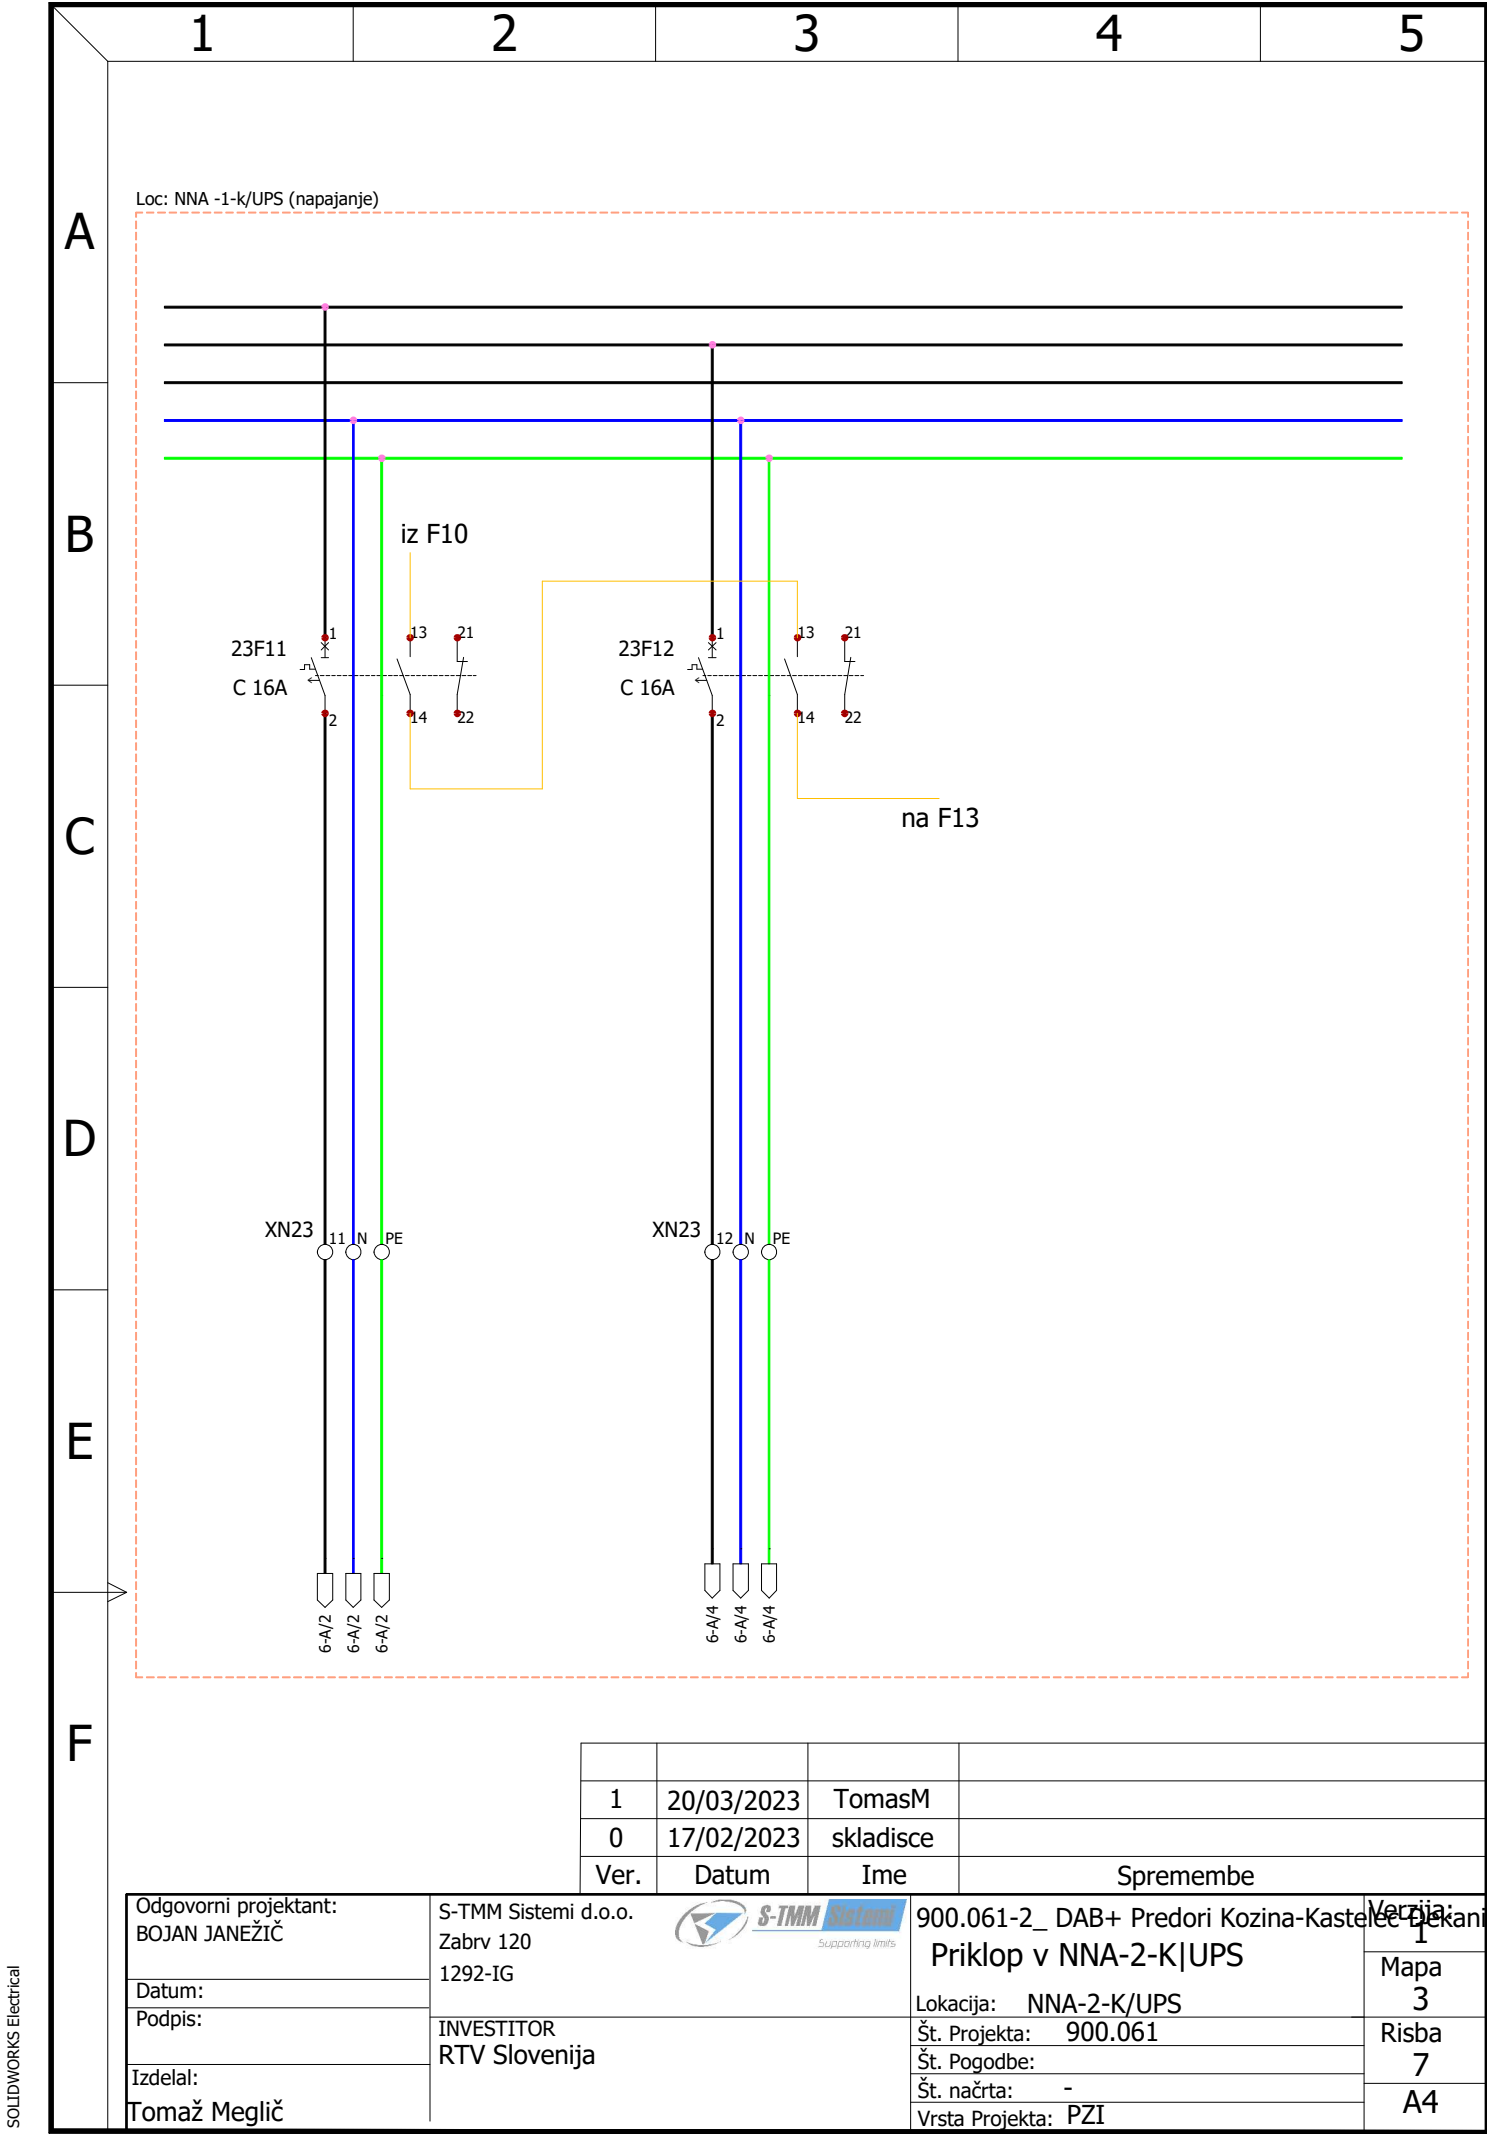 1 2 3 4 5
Loc: NNA -1-k/UPS (napajanje)
A
B
iz F10
23F11
C 16A
1
2
13
14
21
22
23F12
C 16A
1
2
13
14
21
22
C
na F13
D
XN23
11 N PE
XN23
12 N PE
E
6-A/2 6-A/2 6-A/2
6-A/4 6-A/4 6-A/4
F
1 20/03/2023 TomasM
0 17/02/2023 skladisce
Ver. Datum Ime Spremembe
Odgovorni projektant:
BOJAN JANEŽIČ
Datum:
Podpis:
Izdelal:
Tomaž Meglič
S-TMM Sistemi d.o.o.
Zabrv 120
1292-IG
S-TMM Sistemi
Supporting limits
INVESTITOR
RTV Slovenija
900.061-2_ DAB+ Predori Kozina-Kastelec-Dekani
Priklop v NNA-2-K|UPS
Lokacija: NNA-2-K/UPS
Št. Projekta: 900.061
Št. Pogodbe:
Št. načrta: -
Vrsta Projekta: PZI
Verzija:
1
Mapa
3
Risba
7
A4
SOLIDWORKS Electrical